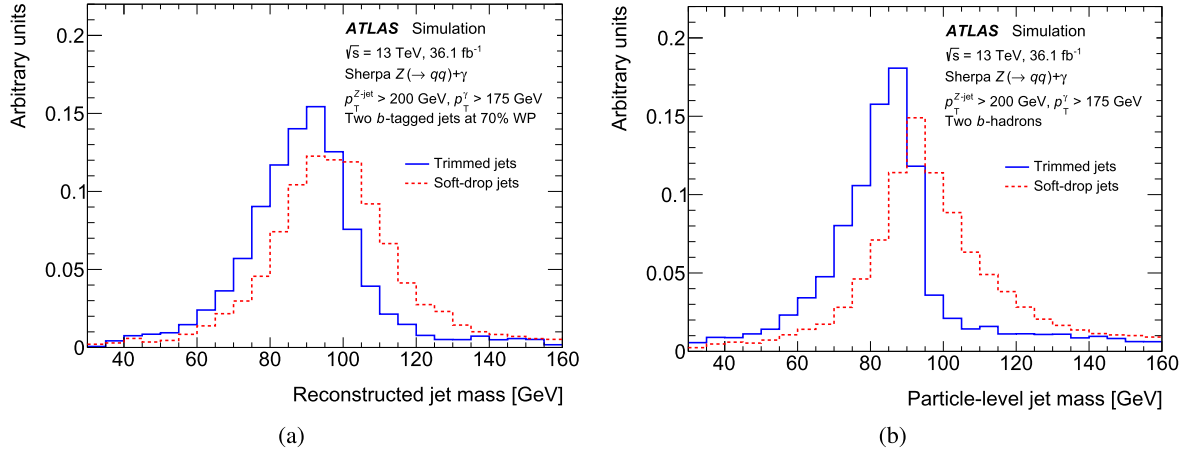 Arbitrary units
0.2
0.15
0.1
0.05
0
ATLAS Simulation
√s = 13 TeV, 36.1 fb⁻¹
Sherpa Z(→ qq)+γ
p_T^{Z-jet} > 200 GeV, p_T^γ > 175 GeV
Two b-tagged jets at 70% WP
Trimmed jets
Soft-drop jets
40 60 80 100 120 140 160
Reconstructed jet mass [GeV]
(a)
Arbitrary units
0.2
0.15
0.1
0.05
0
ATLAS Simulation
√s = 13 TeV, 36.1 fb⁻¹
Sherpa Z(→ qq)+γ
p_T^{Z-jet} > 200 GeV, p_T^γ > 175 GeV
Two b-hadrons
Trimmed jets
Soft-drop jets
40 60 80 100 120 140 160
Particle-level jet mass [GeV]
(b)